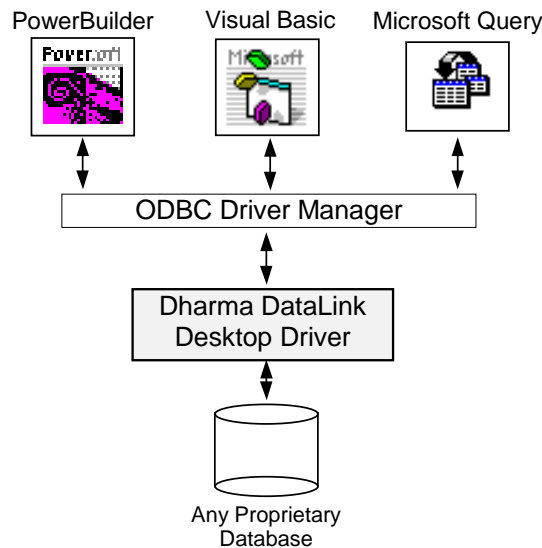 PowerBuilder
Visual Basic
Microsoft Query
ODBC Driver Manager
Dharma DataLink
Desktop Driver
Any Proprietary
Database